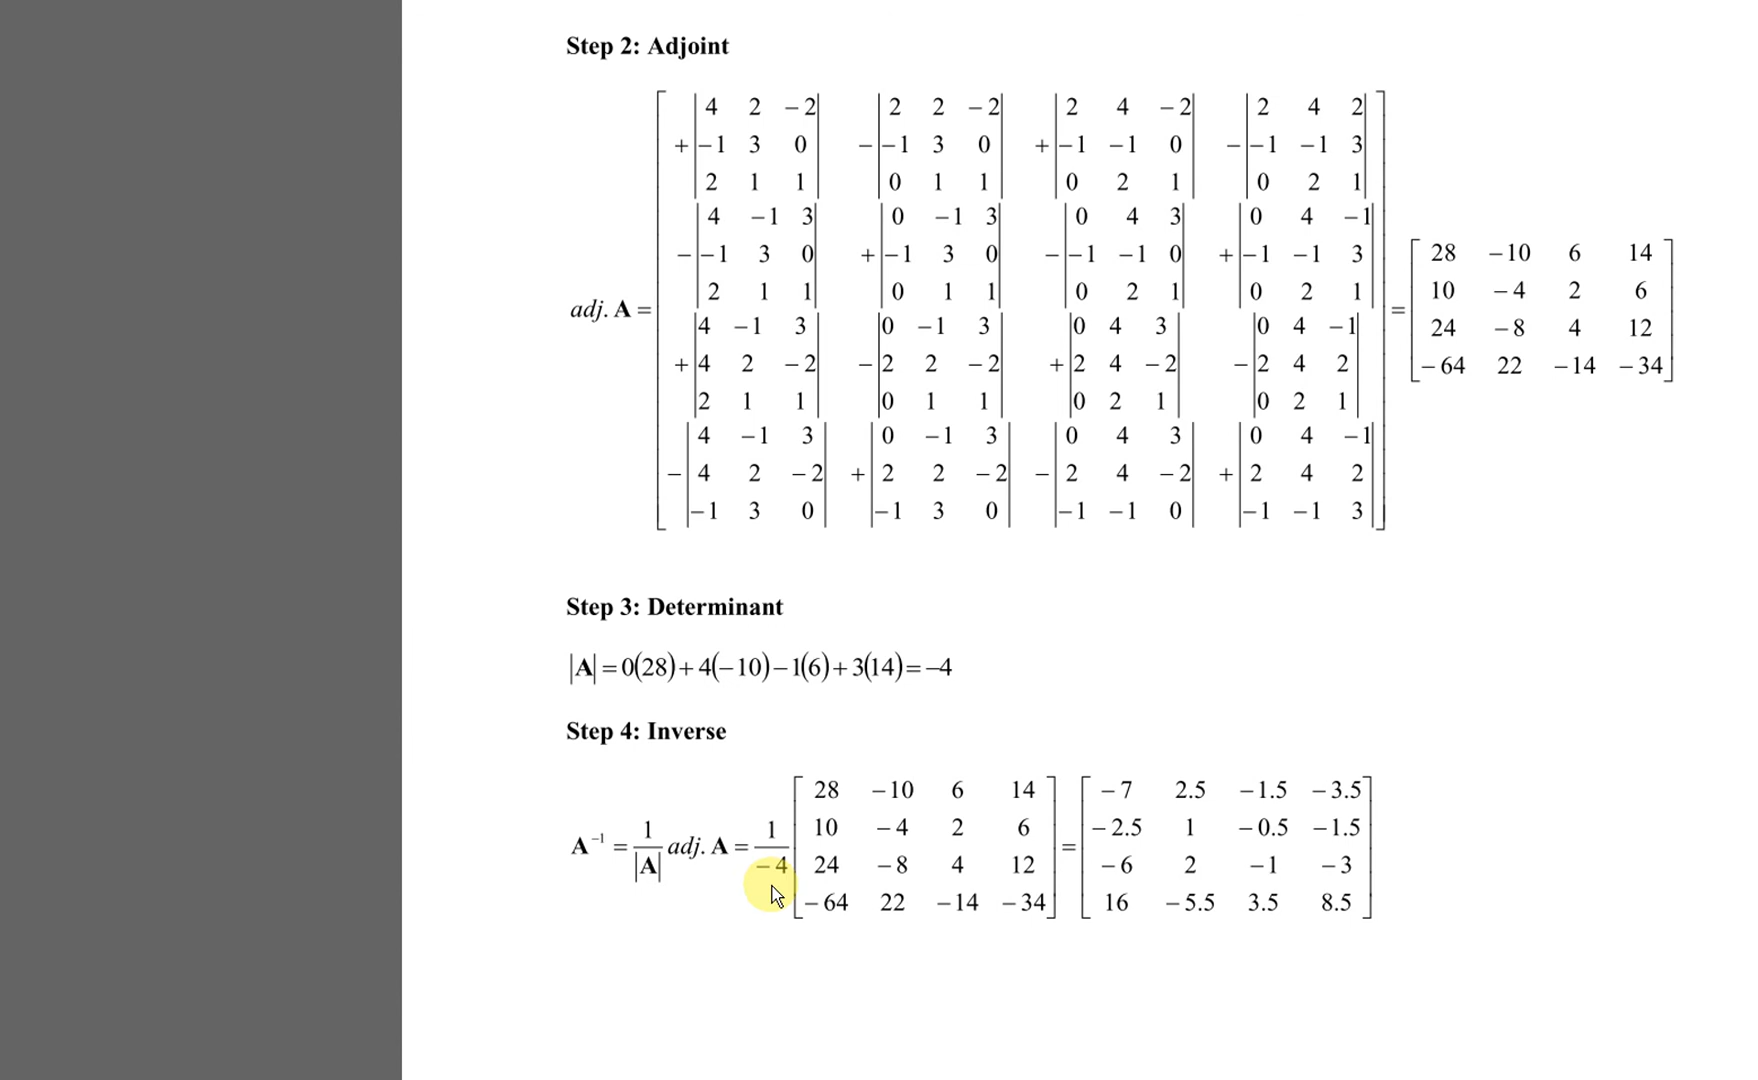 Step 2: Adjoint
4 2 −2 2 2 −2 2 4 −2 2 4 2
+ −1 3 0 − −1 3 0 + −1 −1 0 − −1 −1 3
2 1 1 0 1 1 0 2 1 0 2 1
4 −1 3 0 −1 3 0 4 3 0 4 −1
− −1 3 0 + −1 3 0 − −1 −1 0 + −1 −1 3 28 −10 6 14
2 1 1 0 1 1 0 2 1 0 2 1 10 −4 2 6
adj. A = =
4 −1 3 0 −1 3 0 4 3 0 4 −1 24 −8 4 12
+ 4 2 −2 − 2 2 −2 + 2 4 −2 − 2 4 2 −64 22 −14 −34
2 1 1 0 1 1 0 2 1 0 2 1
4 −1 3 0 −1 3 0 4 3 0 4 −1
− 4 2 −2 + 2 2 −2 − 2 4 −2 + 2 4 2
−1 3 0 −1 3 0 −1 −1 0 −1 −1 3
Step 3: Determinant
|A| = 0(28) + 4(−10) − 1(6) + 3(14) = −4
Step 4: Inverse
28 −10 6 14 −7 2.5 −1.5 −3.5
10 −4 2 6 −2.5 1 −0.5 −1.5
A⁻¹ = 1/|A| adj. A = 1/−4 =
24 −8 4 12 −6 2 −1 −3
−64 22 −14 −34 16 −5.5 3.5 8.5